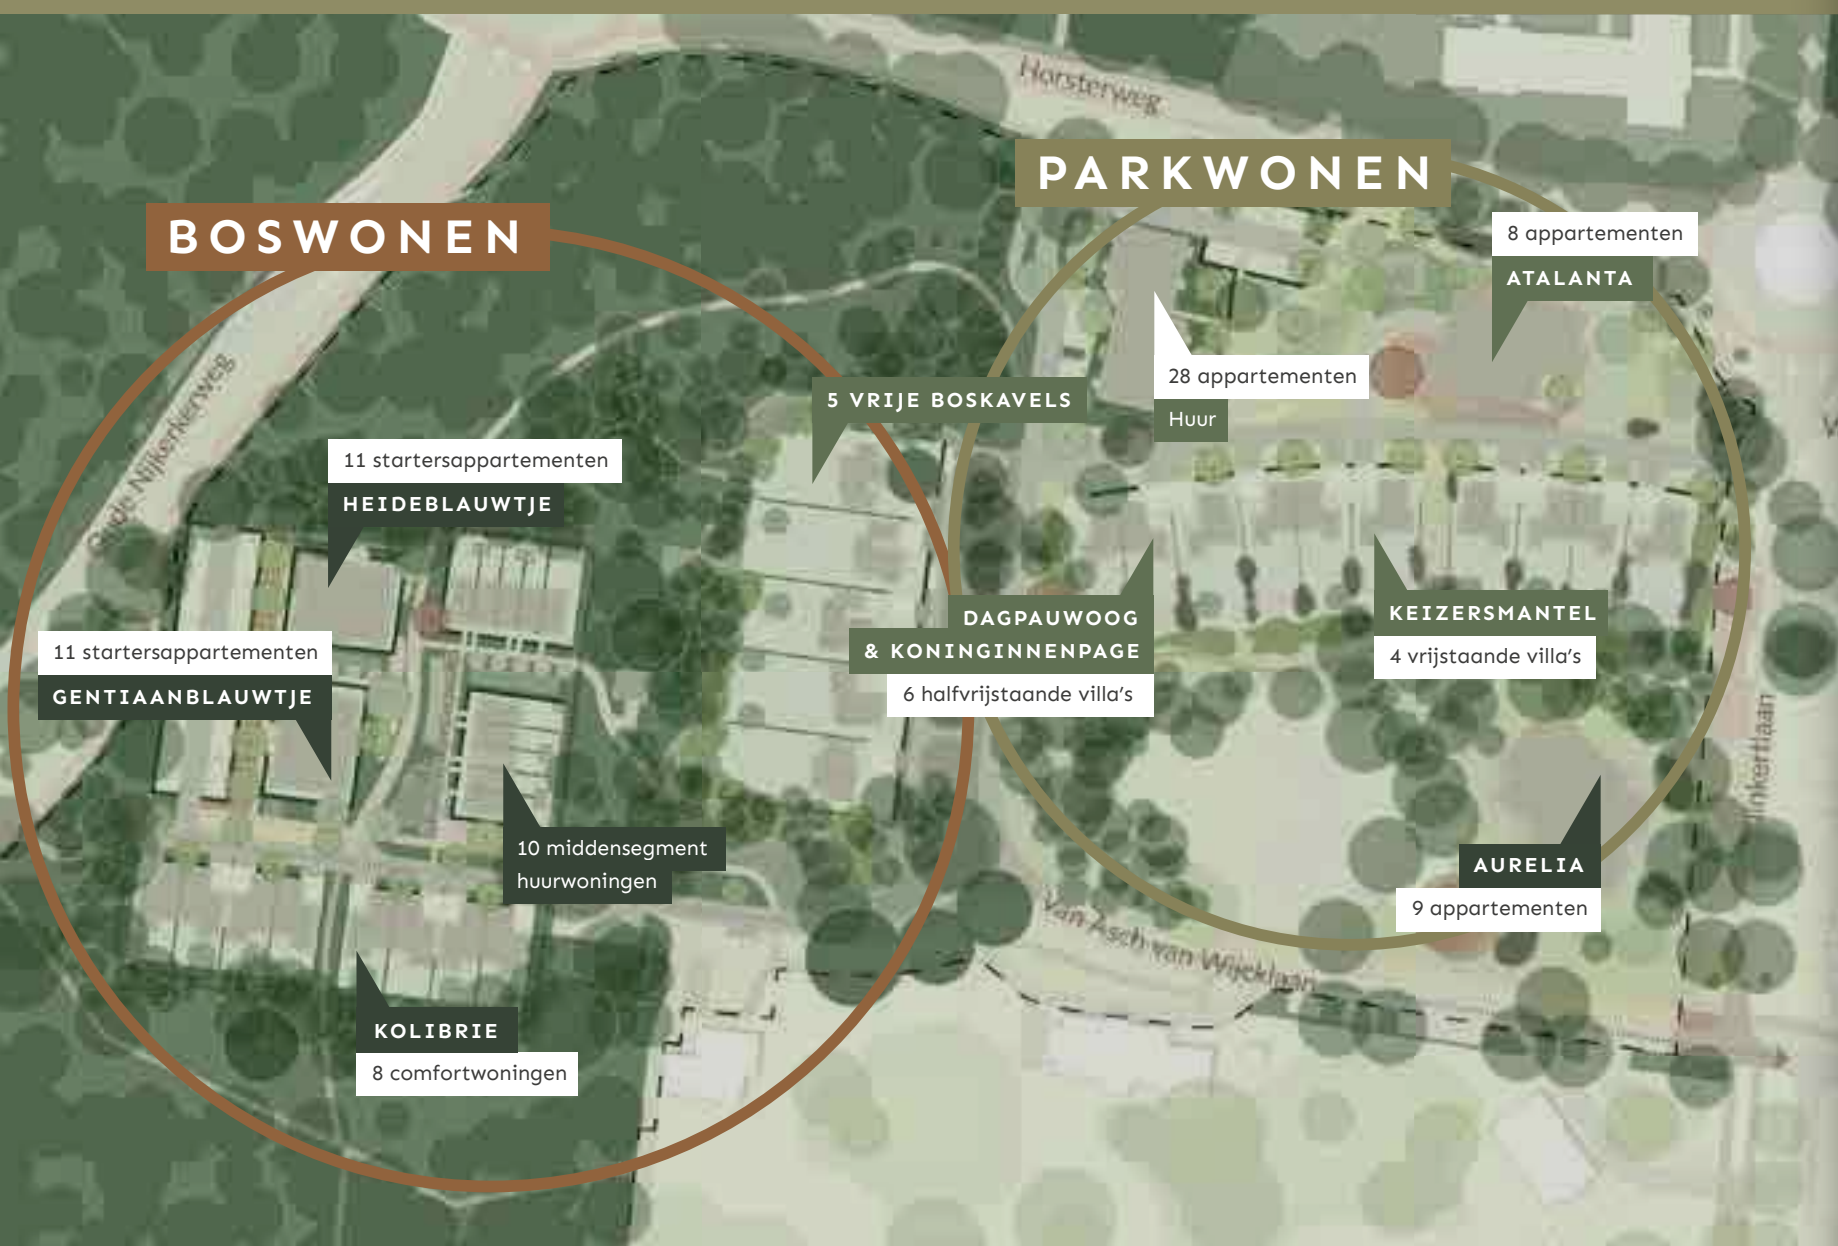 Horsterweg
PARKWONEN
BOSWONEN
8 appartementen
ATALANTA
28 appartementen
Huur
5 VRIJE BOSKAVELS
Oude Nijkerkerweg
11 startersappartementen
HEIDEBLAUWTJE
DAGPAUWOOG
& KONINGINNENPAGE
6 halfvrijstaande villa's
KEIZERSMANTEL
4 vrijstaande villa's
11 startersappartementen
GENTIAANBLAUWTJE
10 middensegment
huurwoningen
AURELIA
9 appartementen
Van Asch van Wijcklaan
KOLIBRIE
8 comfortwoningen